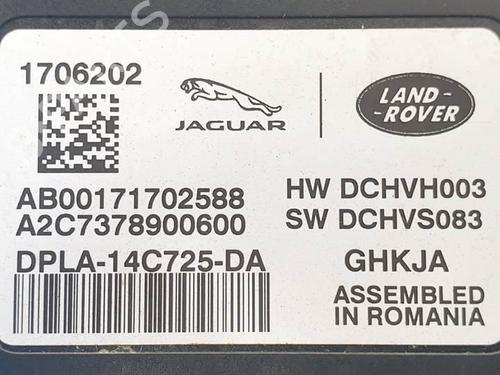 1706202
JAGUAR
LAND-
-ROVER
AB00171702588
A2C7378900600
DPLA-14C725-DA
HW DCHVH003
SW DCHVS083
GHKJA
ASSEMBLED
IN ROMANIA